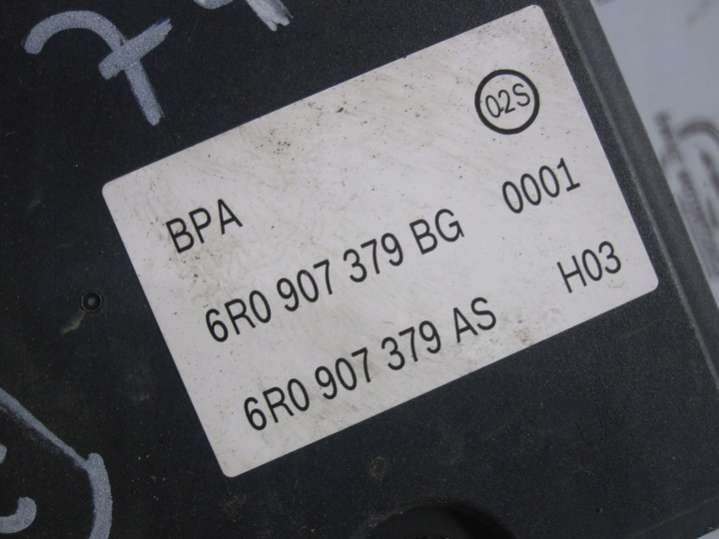 02S
BPA
6R0 907 379 BG 0001
6R0 907 379 AS H03